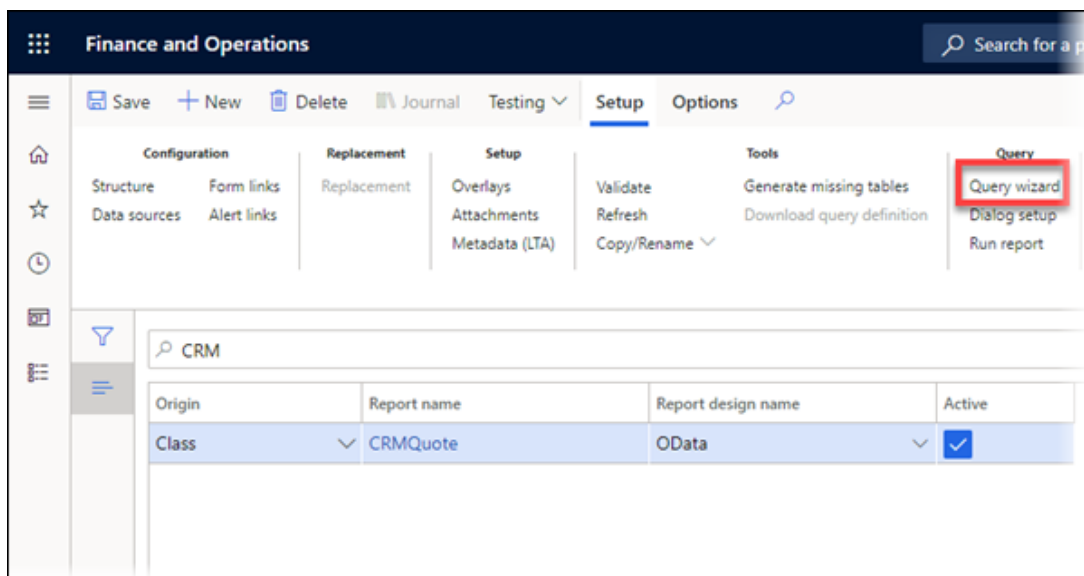 Finance and Operations
Search for a p
Save New Delete Journal Testing Setup Options
Configuration Replacement Setup Tools Query
Structure Form links Replacement Overlays Validate Generate missing tables Query wizard
Data sources Alert links Attachments Refresh Download query definition Dialog setup
Metadata (LTA) Copy/Rename Run report
CRM
Origin Report name Report design name Active
Class CRMQuote OData